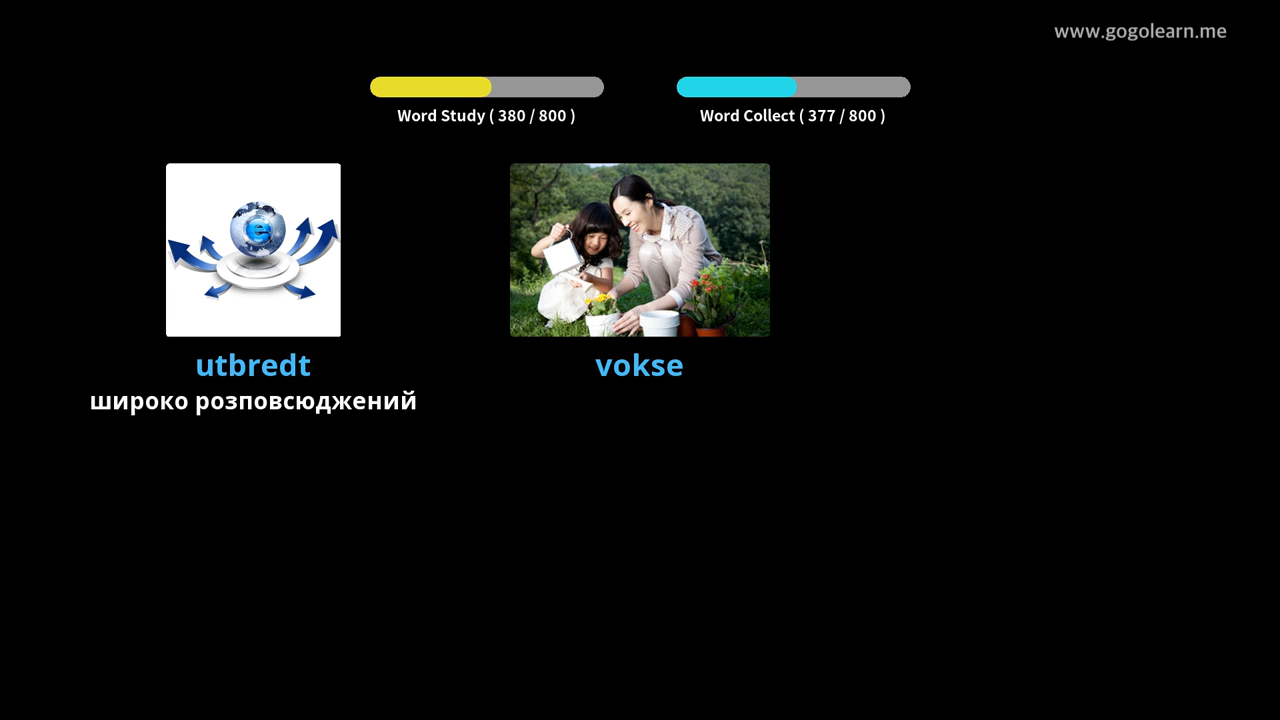 www.gogolearn.me
Word Study ( 380 / 800 )
Word Collect ( 377 / 800 )
e
utbredt
vokse
широко розповсюджений